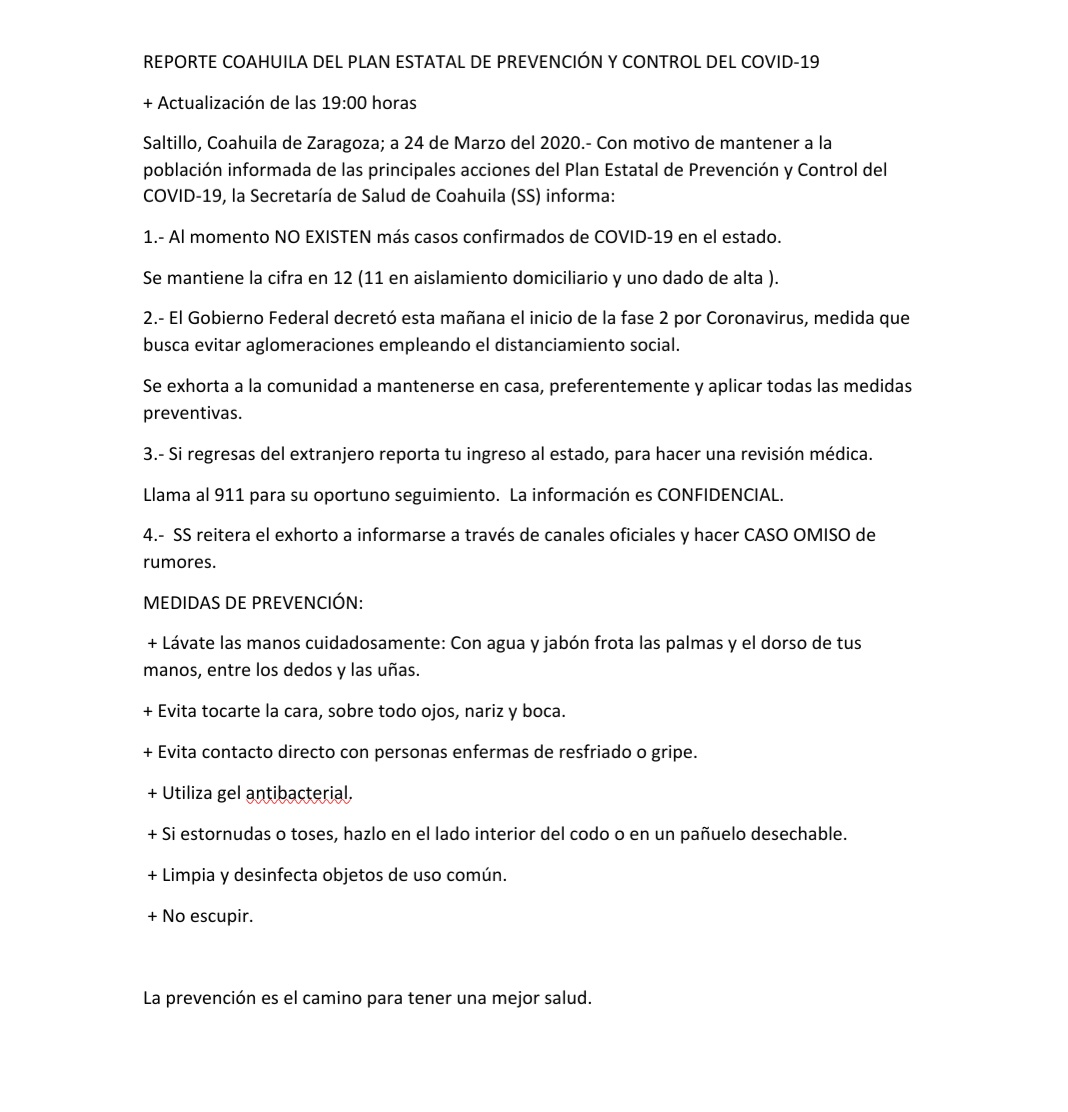 REPORTE COAHUILA DEL PLAN ESTATAL DE PREVENCIÓN Y CONTROL DEL COVID-19
+ Actualización de las 19:00 horas
Saltillo, Coahuila de Zaragoza; a 24 de Marzo del 2020.- Con motivo de mantener a la
población informada de las principales acciones del Plan Estatal de Prevención y Control del
COVID-19, la Secretaría de Salud de Coahuila (SS) informa:
1.- Al momento NO EXISTEN más casos confirmados de COVID-19 en el estado.
Se mantiene la cifra en 12 (11 en aislamiento domiciliario y uno dado de alta ).
2.- El Gobierno Federal decretó esta mañana el inicio de la fase 2 por Coronavirus, medida que
busca evitar aglomeraciones empleando el distanciamiento social.
Se exhorta a la comunidad a mantenerse en casa, preferentemente y aplicar todas las medidas
preventivas.
3.- Si regresas del extranjero reporta tu ingreso al estado, para hacer una revisión médica.
Llama al 911 para su oportuno seguimiento.  La información es CONFIDENCIAL.
4.-  SS reitera el exhorto a informarse a través de canales oficiales y hacer CASO OMISO de
rumores.
MEDIDAS DE PREVENCIÓN:
+ Lávate las manos cuidadosamente: Con agua y jabón frota las palmas y el dorso de tus
manos, entre los dedos y las uñas.
+ Evita tocarte la cara, sobre todo ojos, nariz y boca.
+ Evita contacto directo con personas enfermas de resfriado o gripe.
+ Utiliza gel antibacterial.
+ Si estornudas o toses, hazlo en el lado interior del codo o en un pañuelo desechable.
+ Limpia y desinfecta objetos de uso común.
+ No escupir.
La prevención es el camino para tener una mejor salud.